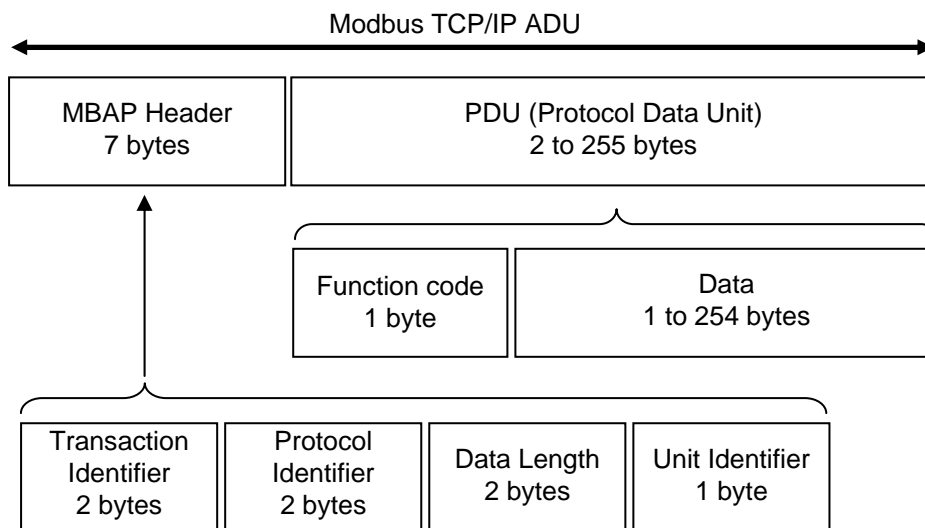 Modbus TCP/IP ADU
MBAP Header
7 bytes
PDU (Protocol Data Unit)
2 to 255 bytes
Function code
1 byte
Data
1 to 254 bytes
Transaction
Identifier
2 bytes
Protocol
Identifier
2 bytes
Data Length
2 bytes
Unit Identifier
1 byte